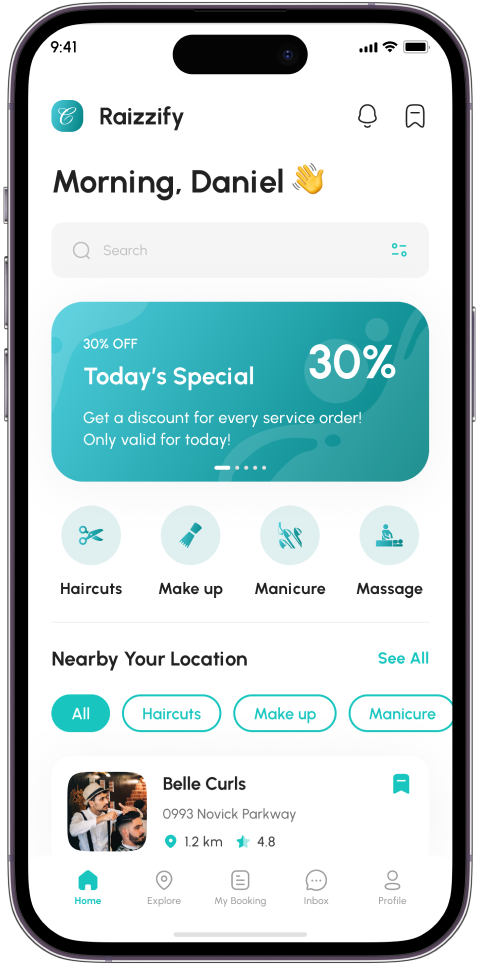 9:41
Raizzify
Morning, Daniel 👋
Search
30% OFF
Today's Special
30%
Get a discount for every service order!
Only valid for today!
Haircuts
Make up
Manicure
Massage
Nearby Your Location
See All
All
Haircuts
Make up
Manicure
Belle Curls
0993 Novick Parkway
1.2 km
4.8
Home
Explore
My Booking
Inbox
Profile